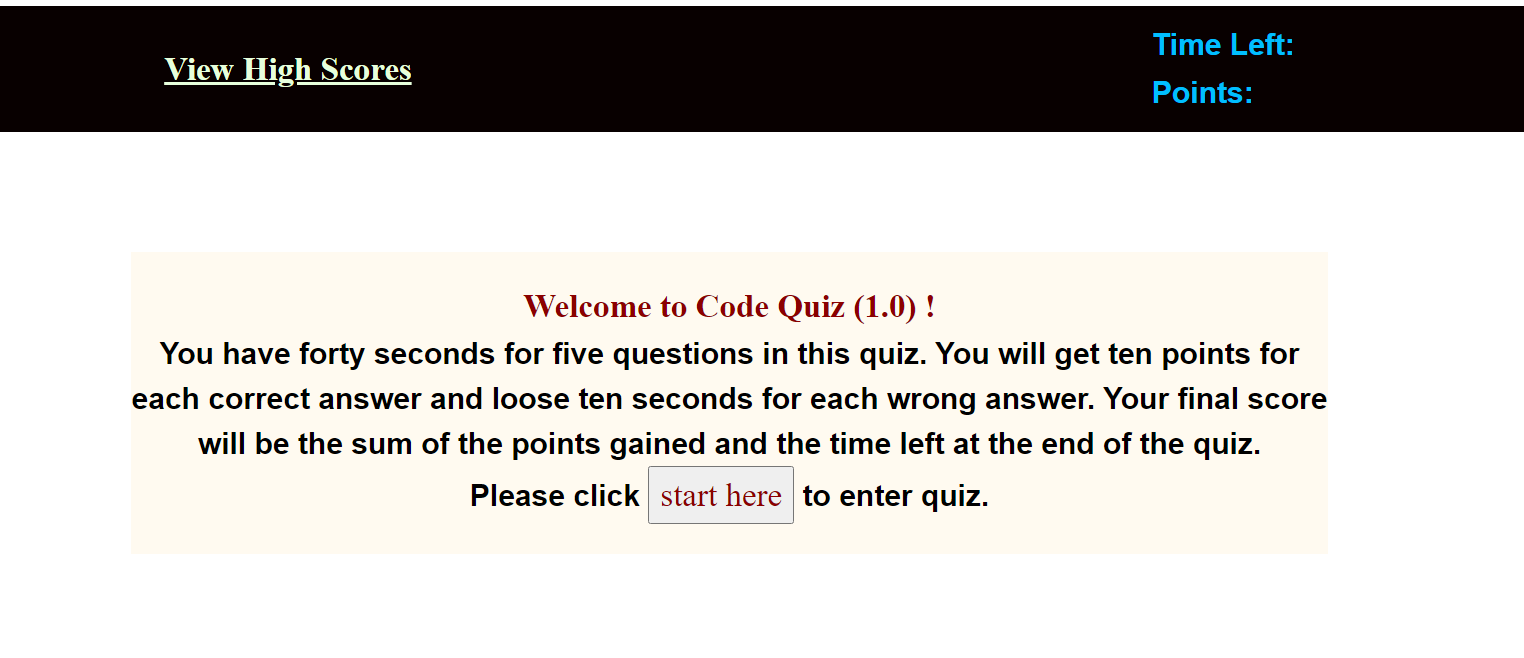 View High Scores
Time Left:
Points:
Welcome to Code Quiz (1.0) !
You have forty seconds for five questions in this quiz. You will get ten points for
each correct answer and loose ten seconds for each wrong answer. Your final score
will be the sum of the points gained and the time left at the end of the quiz.
Please click start here to enter quiz.